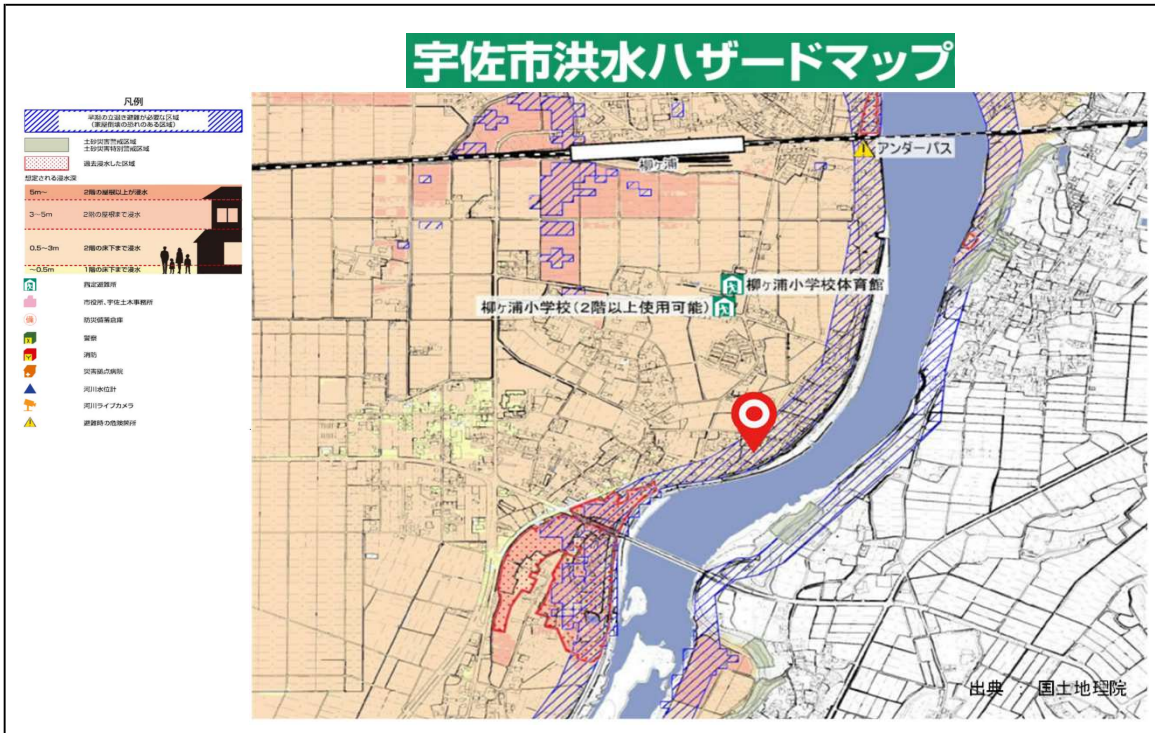 宇佐市洪水ハザードマップ
凡例
早期の立退き避難が必要な区域
(家屋倒壊の恐れのある区域)
土砂災害警戒区域
土砂災害特別警戒区域
過去浸水した区域
想定される浸水深
5m~ 2階の屋根以上が浸水
3~5m 2階の屋根まで浸水
0.5~3m 2階の床下まで浸水
~0.5m 1階の床下まで浸水
指定避難所
市役所、宇佐土木事務所
防災備蓄倉庫
警察
消防
災害拠点病院
河川水位計
河川ライブカメラ
避難時の危険箇所
アンダーパス
柳ヶ浦
柳ヶ浦小学校体育館
柳ヶ浦小学校(2階以上使用可能)
出典 : 国土地理院